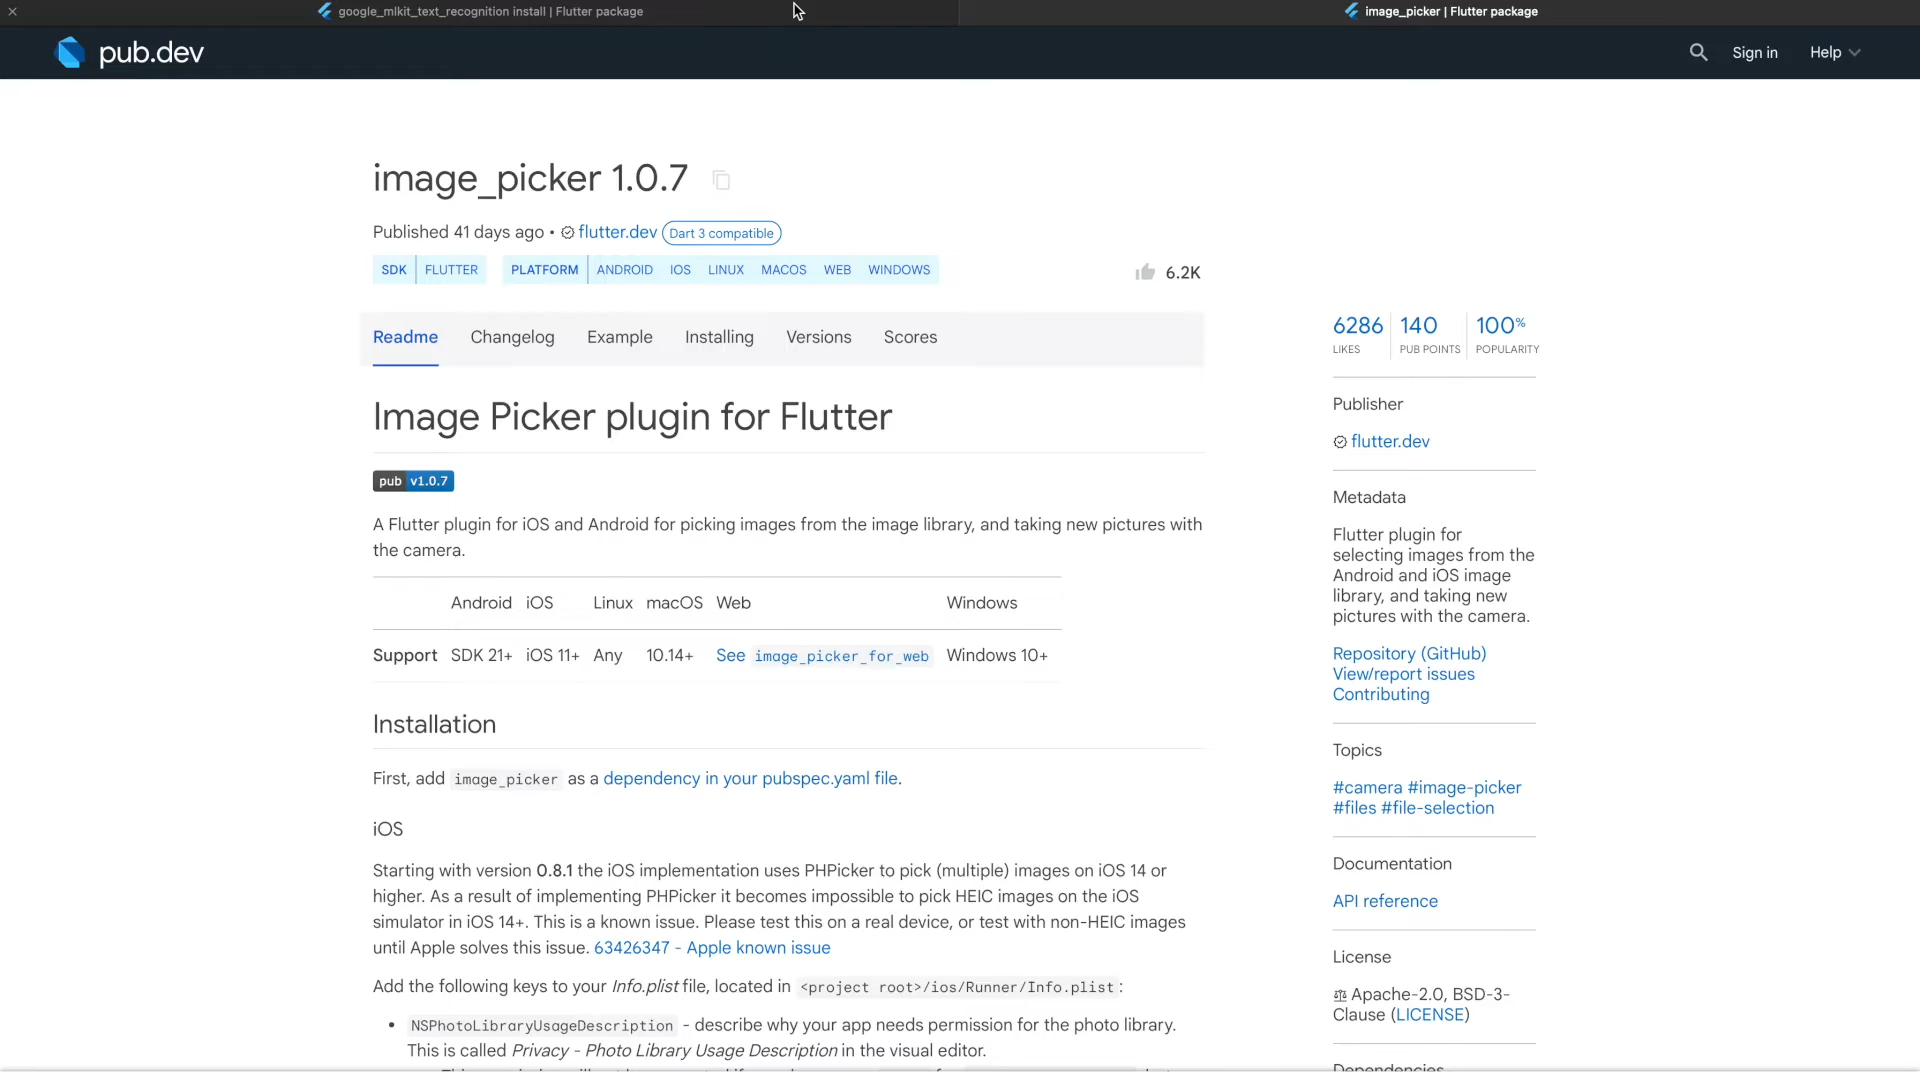 google_mlkit_text_recognition install | Flutter package
image_picker | Flutter package
pub.dev
Sign in
Help
image_picker 1.0.7
Published 41 days ago • flutter.dev Dart 3 compatible
SDK FLUTTER PLATFORM ANDROID IOS LINUX MACOS WEB WINDOWS
6.2K
Readme Changelog Example Installing Versions Scores
Image Picker plugin for Flutter
pub v1.0.7
A Flutter plugin for iOS and Android for picking images from the image library, and taking new pictures with
the camera.
Android iOS Linux macOS Web Windows
Support SDK 21+ iOS 11+ Any 10.14+ See image_picker_for_web Windows 10+
Installation
First, add image_picker as a dependency in your pubspec.yaml file.
iOS
Starting with version 0.8.1 the iOS implementation uses PHPicker to pick (multiple) images on iOS 14 or
higher. As a result of implementing PHPicker it becomes impossible to pick HEIC images on the iOS
simulator in iOS 14+. This is a known issue. Please test this on a real device, or test with non-HEIC images
until Apple solves this issue. 63426347 - Apple known issue
Add the following keys to your Info.plist file, located in <project root>/ios/Runner/Info.plist :
• NSPhotoLibraryUsageDescription - describe why your app needs permission for the photo library.
This is called Privacy - Photo Library Usage Description in the visual editor.
6286 140 100%
LIKES PUB POINTS POPULARITY
Publisher
flutter.dev
Metadata
Flutter plugin for
selecting images from the
Android and iOS image
library, and taking new
pictures with the camera.
Repository (GitHub)
View/report issues
Contributing
Topics
#camera #image-picker
#files #file-selection
Documentation
API reference
License
Apache-2.0, BSD-3-
Clause (LICENSE)
Dependencies